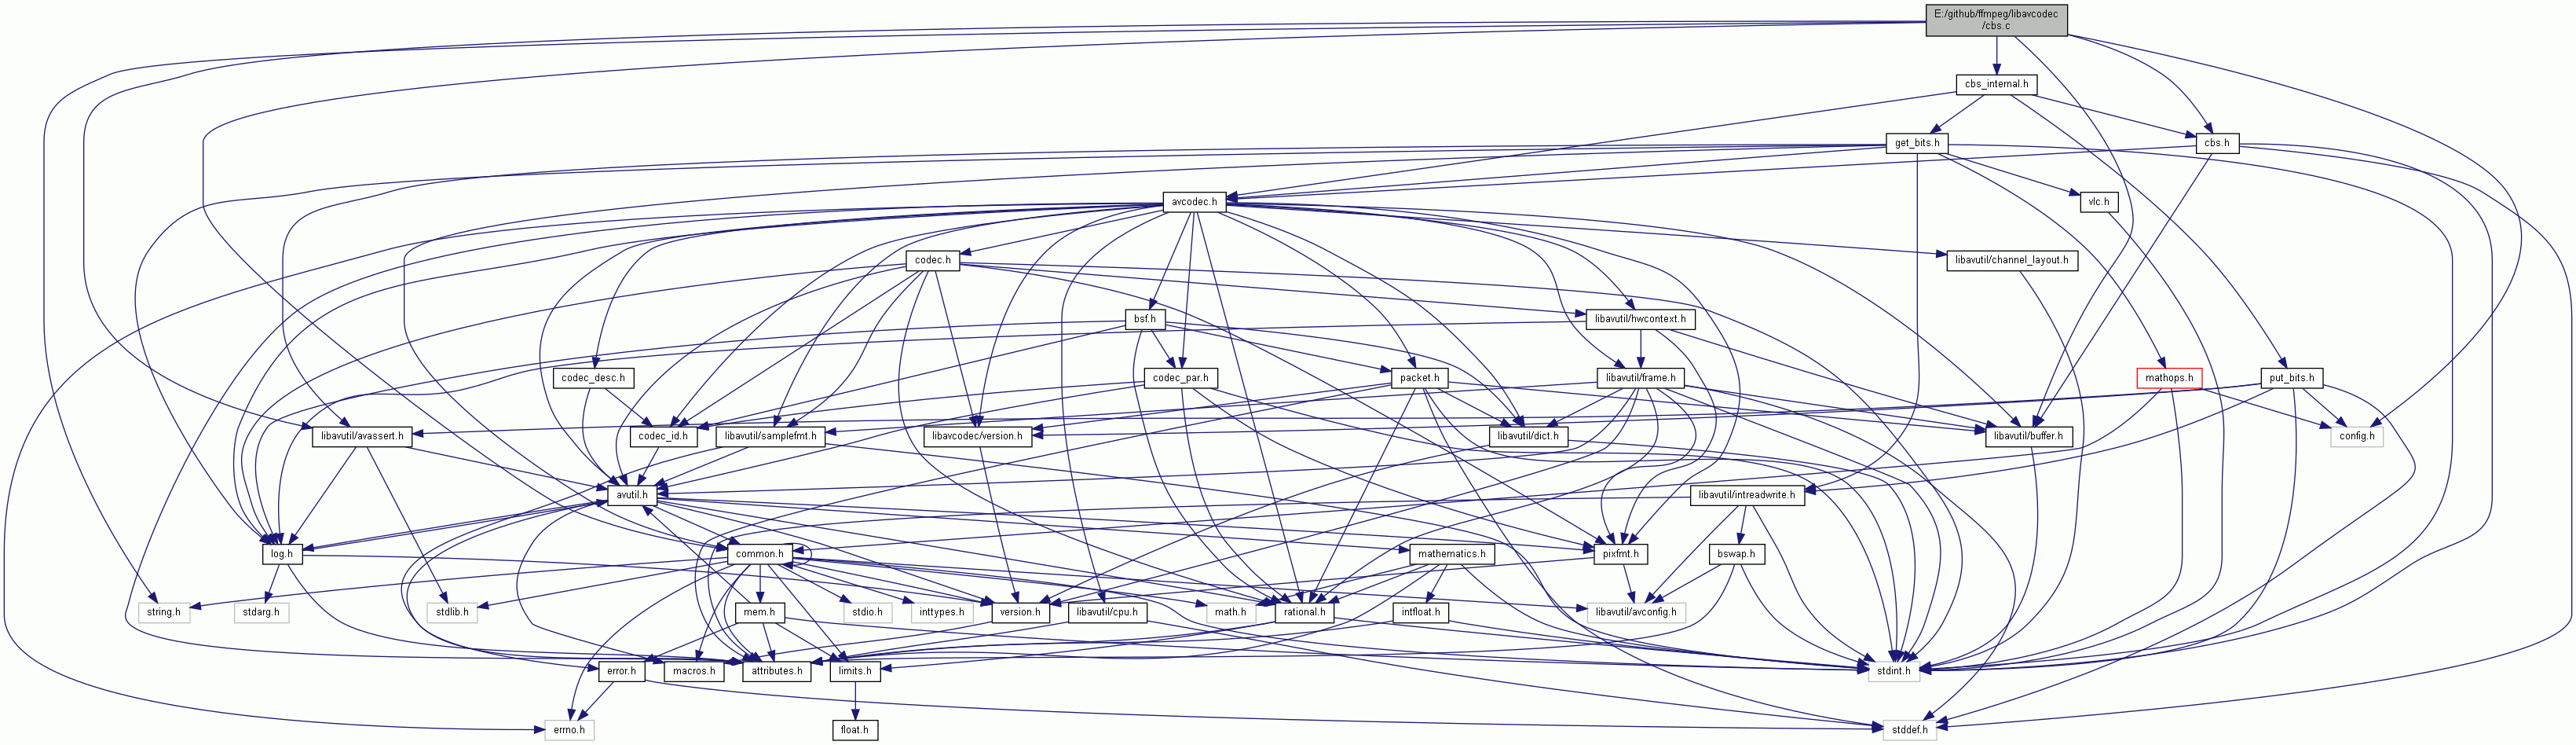 E:/github/ffmpeg/libavcodec
/cbs.c
cbs_internal.h
get_bits.h
cbs.h
avcodec.h
vlc.h
codec.h
libavutil/channel_layout.h
bsf.h
libavutil/hwcontext.h
codec_desc.h
codec_par.h
packet.h
libavutil/frame.h
mathops.h
put_bits.h
libavutil/avassert.h
codec_id.h
libavutil/samplefmt.h
libavcodec/version.h
libavutil/dict.h
libavutil/buffer.h
config.h
avutil.h
libavutil/intreadwrite.h
log.h
common.h
mathematics.h
pixfmt.h
bswap.h
string.h
stdarg.h
stdlib.h
mem.h
stdio.h
inttypes.h
version.h
libavutil/cpu.h
math.h
rational.h
intfloat.h
libavutil/avconfig.h
error.h
macros.h
attributes.h
limits.h
stdint.h
errno.h
float.h
stddef.h